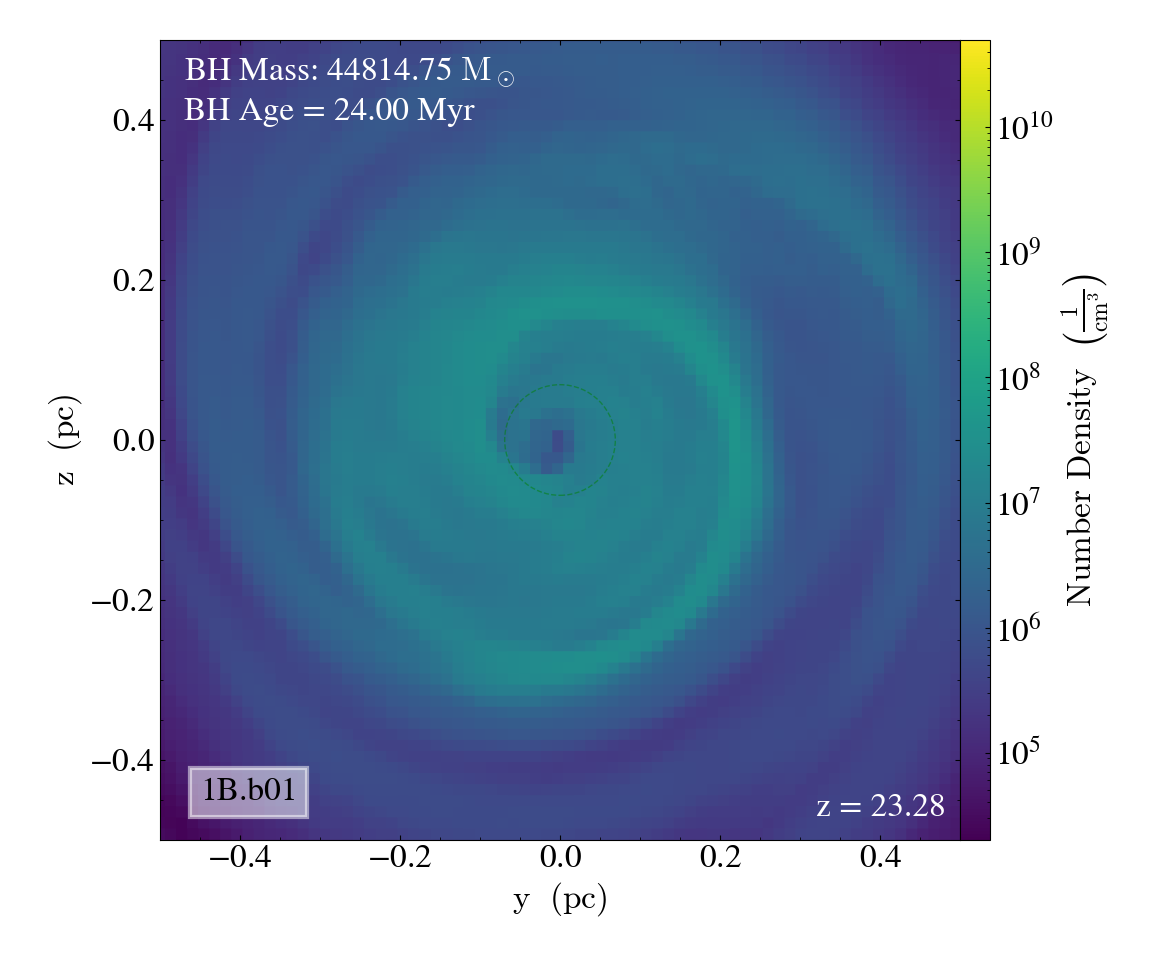 BH Mass: 44814.75 M⊙
BH Age = 24.00 Myr
0.4
0.2
0.0
−0.2
−0.4
z (pc)
1B.b01
z = 23.28
−0.4 −0.2 0.0 0.2 0.4
y (pc)
10^10
10^9
10^8
10^7
10^6
10^5
Number Density (1/cm^3)